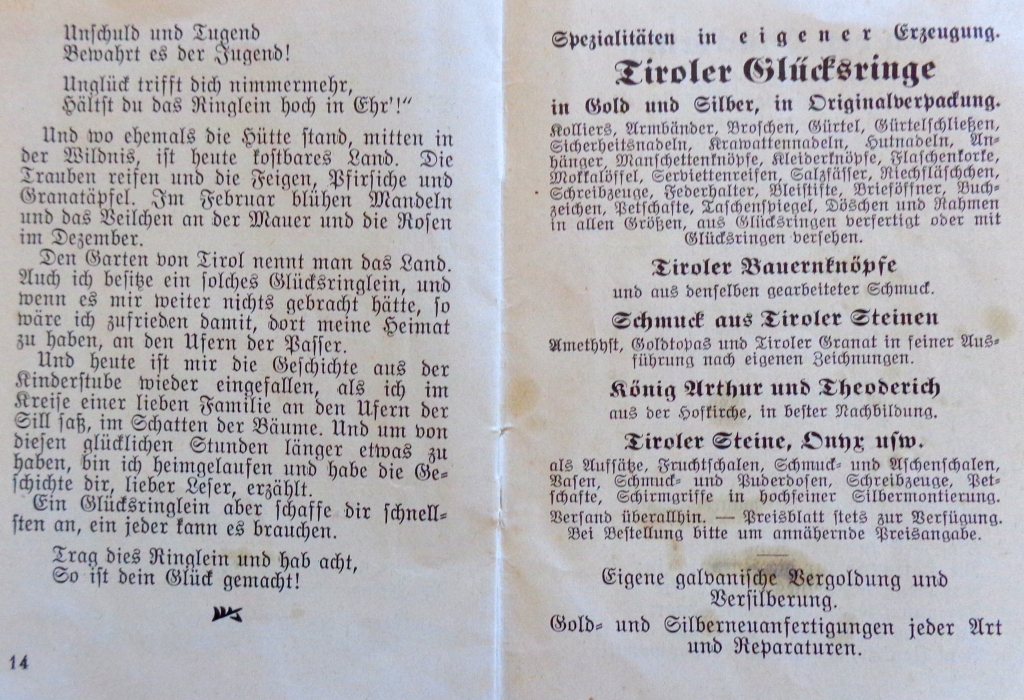 Unschuld und Tugend
Bewahrt es der Jugend!
Unglück trifft dich nimmermehr,
Hältst du das Ringlein hoch in Ehr'!“
Und wo ehemals die Hütte stand, mitten in
der Wildnis, ist heute kostbares Land. Die
Trauben reifen und die Feigen, Pfirsiche und
Granatäpfel. Im Februar blühen Mandeln
und das Veilchen an der Mauer und die Rosen
im Dezember.
Den Garten von Tirol nennt man das Land.
Auch ich besitze ein solches Glücksringlein, und
wenn es mir weiter nichts gebracht hätte, so
wäre ich zufrieden damit, dort meine Heimat
zu haben, an den Ufern der Passer.
Und heute ist mir die Geschichte aus der
Kinderstube wieder eingefallen, als ich im
Kreise einer lieben Familie an den Ufern der
Sill saß, im Schatten der Bäume. Und um von
diesen glücklichen Stunden länger etwas zu
haben, bin ich heimgelaufen und habe die Ge-
schichte dir, lieber Leser, erzählt.
Ein Glücksringlein aber schaffe dir schnell-
sten an, ein jeder kann es brauchen.
Trag dies Ringlein und hab acht,
So ist dein Glück gemacht!
14
Spezialitäten in eigener Erzeugung.
Tiroler Glücksringe
in Gold und Silber, in Originalverpackung.
Kolliers, Armbänder, Broschen, Gürtel, Gürtelschließen,
Sicherheitsnadeln, Krawattennadeln, Hutnadeln, An-
hänger, Manschettenknöpfe, Kleiderknöpfe, Flaschenkorke,
Mokkalöffel, Serviettenreifen, Salzfässer, Riechfläschchen,
Schreibzeuge, Federhalter, Bleistifte, Brieföffner, Buch-
zeichen, Petschafte, Taschenspiegel, Döschen und Rahmen
in allen Größen, aus Glücksringen verfertigt oder mit
Glücksringen versehen.
Tiroler Bauernknöpfe
und aus denselben gearbeiteter Schmuck.
Schmuck aus Tiroler Steinen
Amethyst, Goldtopas und Tiroler Granat in feiner Aus-
führung nach eigenen Zeichnungen.
König Arthur und Theoderich
aus der Hofkirche, in bester Nachbildung.
Tiroler Steine, Onyx usw.
als Aufsätze, Fruchtschalen, Schmuck- und Aschenschalen,
Vasen, Schmuck- und Puderdosen, Schreibzeuge, Pet-
schafte, Schirmgriffe in hochfeiner Silbermontierung.
Versand überallhin. — Preisblatt stets zur Verfügung.
Bei Bestellung bitte um annähernde Preisangabe.
Eigene galvanische Vergoldung und
Versilberung.
Gold- und Silberneuanfertigungen jeder Art
und Reparaturen.